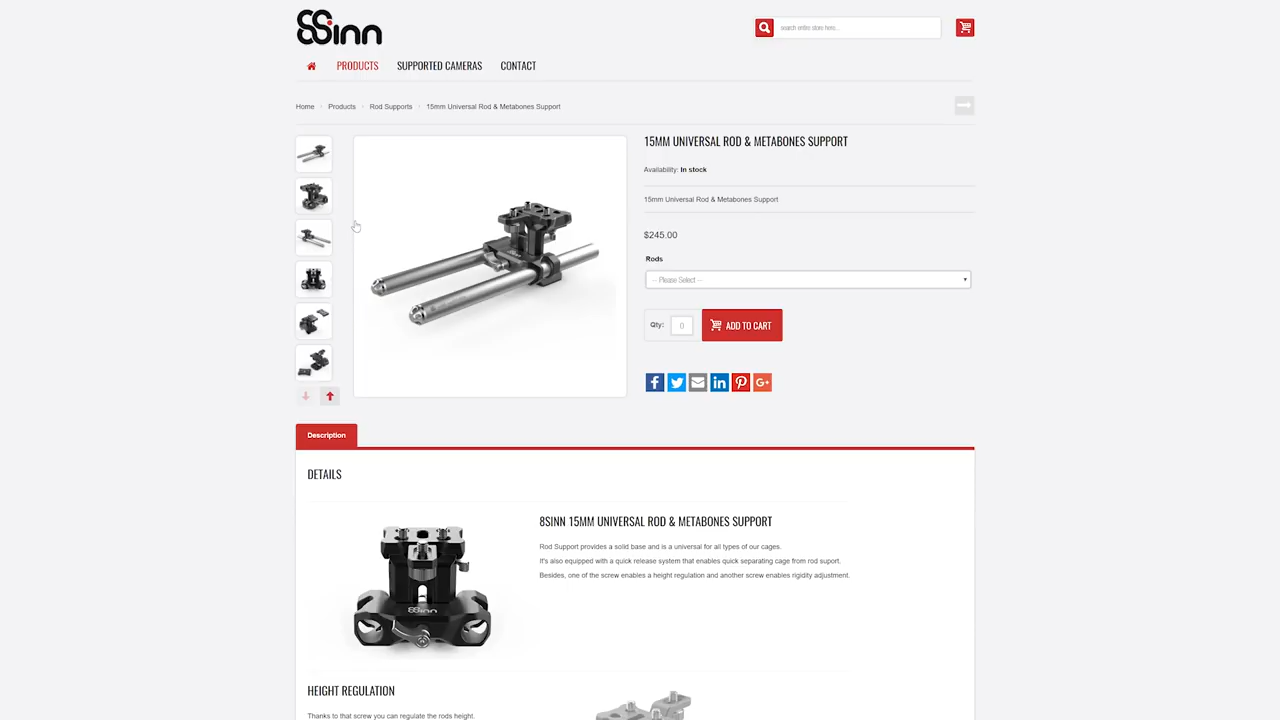 8Sinn
search entire store here...
PRODUCTS
SUPPORTED CAMERAS
CONTACT
Home
Products
Rod Supports
15mm Universal Rod & Metabones Support
15MM UNIVERSAL ROD & METABONES SUPPORT
Availability: In stock
15mm Universal Rod & Metabones Support
$245.00
Rods
-- Please Select --
Qty: 0
ADD TO CART
Description
DETAILS
8SINN 15MM UNIVERSAL ROD & METABONES SUPPORT
Rod Support provides a solid base and is a universal for all types of our cages.
It's also equipped with a quick release system that enables quick separating cage from rod suport.
Besides, one of the screw enables a height regulation and another screw enables rigidity adjustment.
8Sinn
HEIGHT REGULATION
Thanks to that screw you can regulate the rods height.